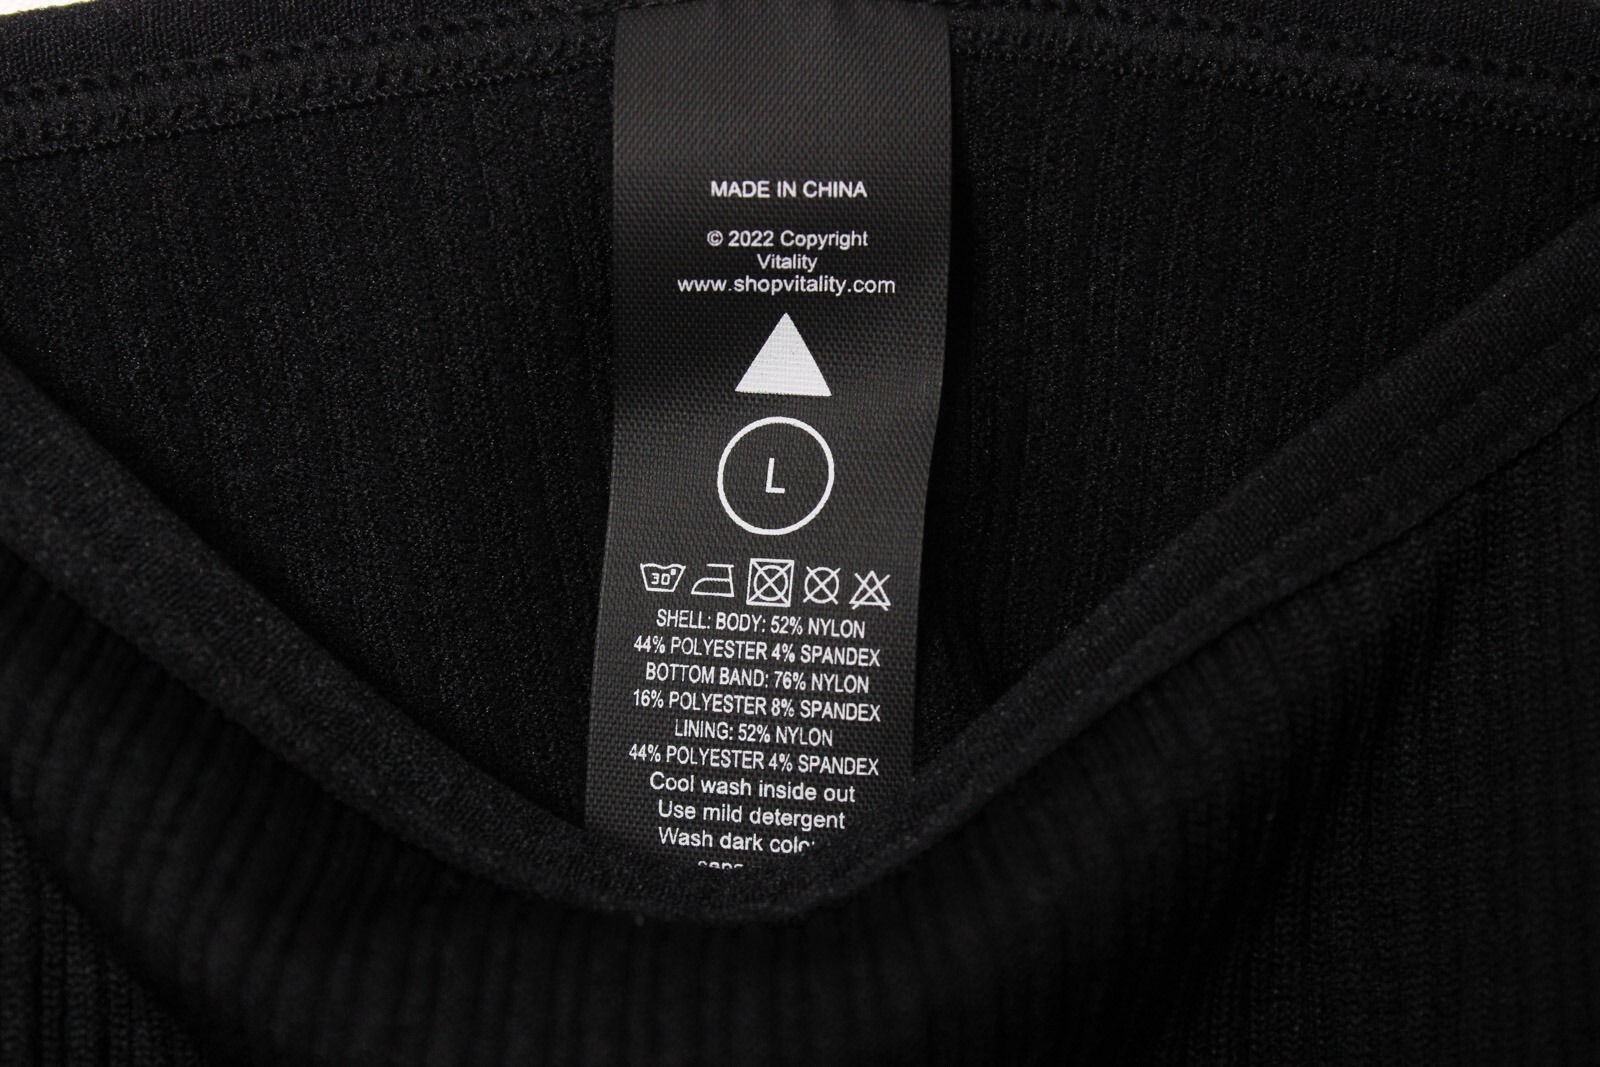 MADE IN CHINA
© 2022 Copyright
Vitality
www.shopvitality.com
L
30°
SHELL: BODY: 52% NYLON
44% POLYESTER 4% SPANDEX
BOTTOM BAND: 76% NYLON
16% POLYESTER 8% SPANDEX
LINING: 52% NYLON
44% POLYESTER 4% SPANDEX
Cool wash inside out
Use mild detergent
Wash dark